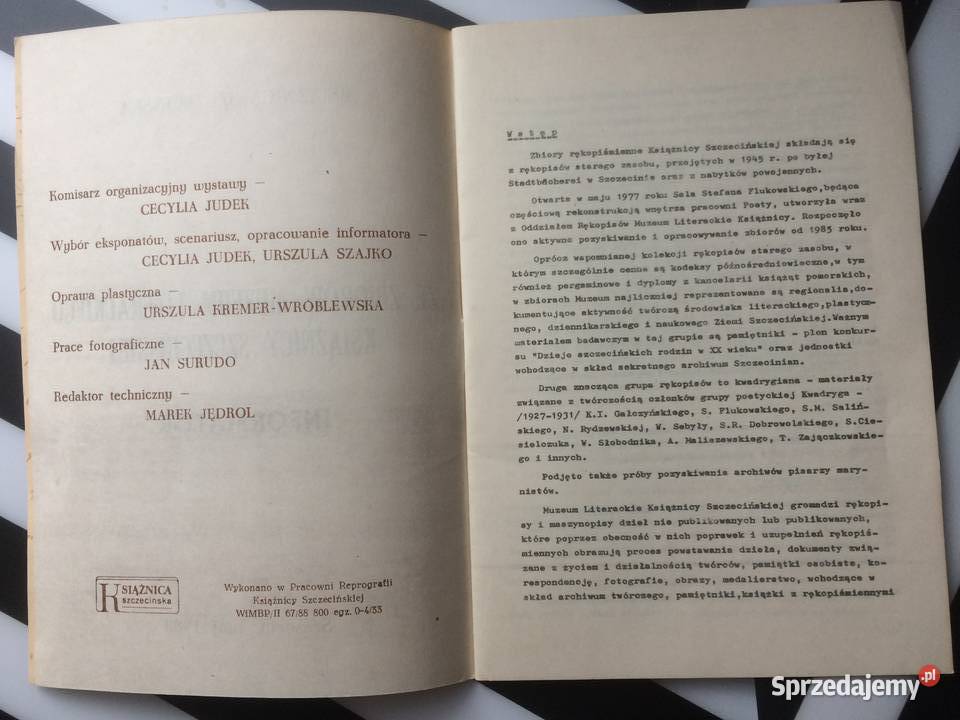 Komisarz organizacyjny wystawy —
CECYLIA JUDEK
Wybór eksponatów, scenariusz, opracowanie informatora —
CECYLIA JUDEK, URSZULA SZAJKO
Oprawa plastyczna —
URSZULA KREMER-WRÓBLEWSKA
Prace fotograficzne —
JAN SURUDO
Redaktor techniczny —
MAREK JĘDROL
KSIĄŻNICA
szczecinska
Wykonano w Pracowni Reprografii
Książnicy Szczecińskiej
WiMBP/II 67/88 800 egz. 0-4/33
Wstęp
Zbiory rękopiśmienne Książnicy Szczecińskiej składają się
z rękopisów starego zasobu, przejętych w 1945 r. po byłej
Stadtbücherei w Szczecinie oraz z nabytków powojennych.
Otwarta w maju 1977 roku Sala Stefana Flukowskiego,będąca
częściową rekonstrukcją wnętrza pracowni Poety, utworzyła wraz
z Oddziałem Rękopisów Muzeum Literackie Książnicy. Rozpoczęło
ono aktywne pozyskiwanie i opracowywanie zbiorów od 1985 roku.
Oprócz wspomnianej kolekcji rękopisów starego zasobu, w
którym szczególnie cenne są kodeksy późnośredniowieczne,w tym
również pergaminowe i dyplomy z kancelarii książąt pomorskich,
w zbiorach Muzeum najliczniej reprezentowane są regionalia,do-
kumentujące aktywność twórczą środowiska literackiego,plastycz-
nego, dziennikarskiego i naukowego Ziemi Szczecińskiej.Ważnym
materiałem badawczym w tej grupie są pamiętniki - plon konkur-
su "Dzieje szczecińskich rodzin w XX wieku" oraz jednostki
wchodzące w skład sekretnego archiwum Szczecinian.
Druga znacząca grupa rękopisów to kwadrygiana - materiały
związane z twórczością członków grupy poetyckiej Kwadryga -
/1927-1931/ K.I. Gałczyńskiego, S. Flukowskiego, S.M. Saliń-
skiego, N. Rydzewskiej, W. Sebyły, S.R. Dobrowolskiego, S.Cie-
sielczuka, W. Słobodnika, A. Maliszewskiego, T. Zajączkowskie-
go i innych.
Podjęto także próby pozyskiwania archiwów pisarzy mary-
nistów.
Muzeum Literackie Książnicy Szczecińskiej gromadzi rękopi-
sy i maszynopisy dzieł nie publikowanych lub publikowanych,
które poprzez obecność w nich poprawek i uzupełnień rękopiś-
miennych obrazują proces powstawania dzieła, dokumenty zwią-
zane z życiem i działalnością twórców, pamiątki osobiste, ko-
respondencję, fotografie, obrazy, medalierstwo, wchodzące w
skład archiwum twórczego, pamiętniki,książki z rękopiśmiennymi
Sprzedajemy.pl